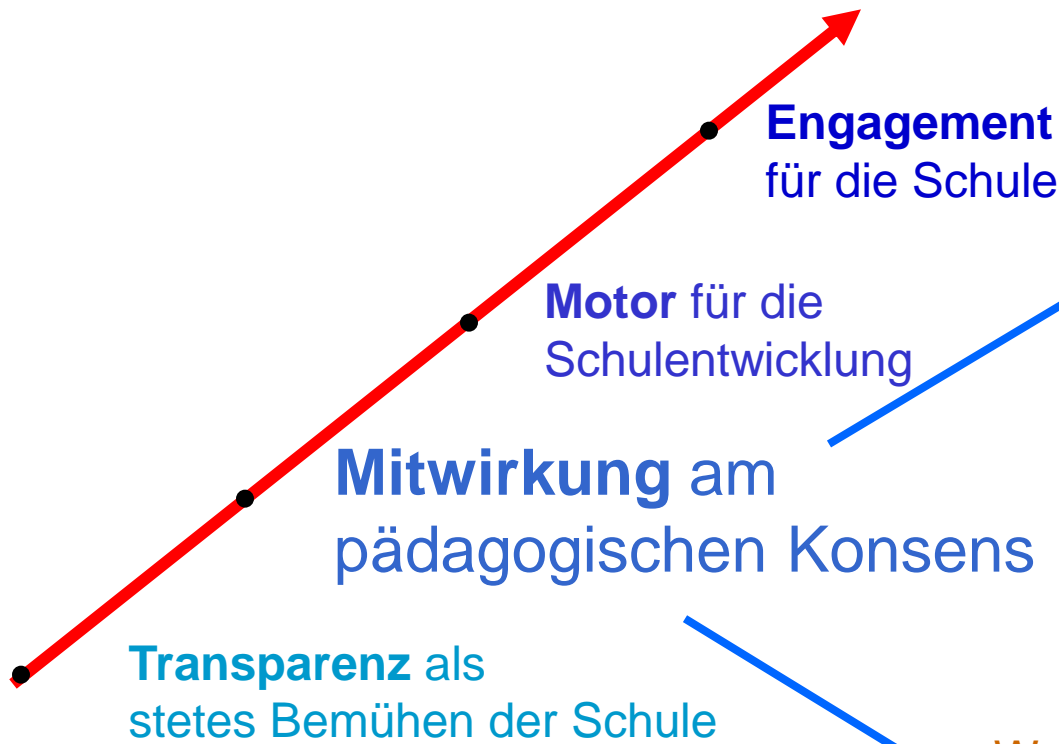 Engagement
für die Schule
Motor für die
Schulentwicklung
Mitwirkung am
pädagogischen Konsens
Transparenz als
stetes Bemühen der Schule